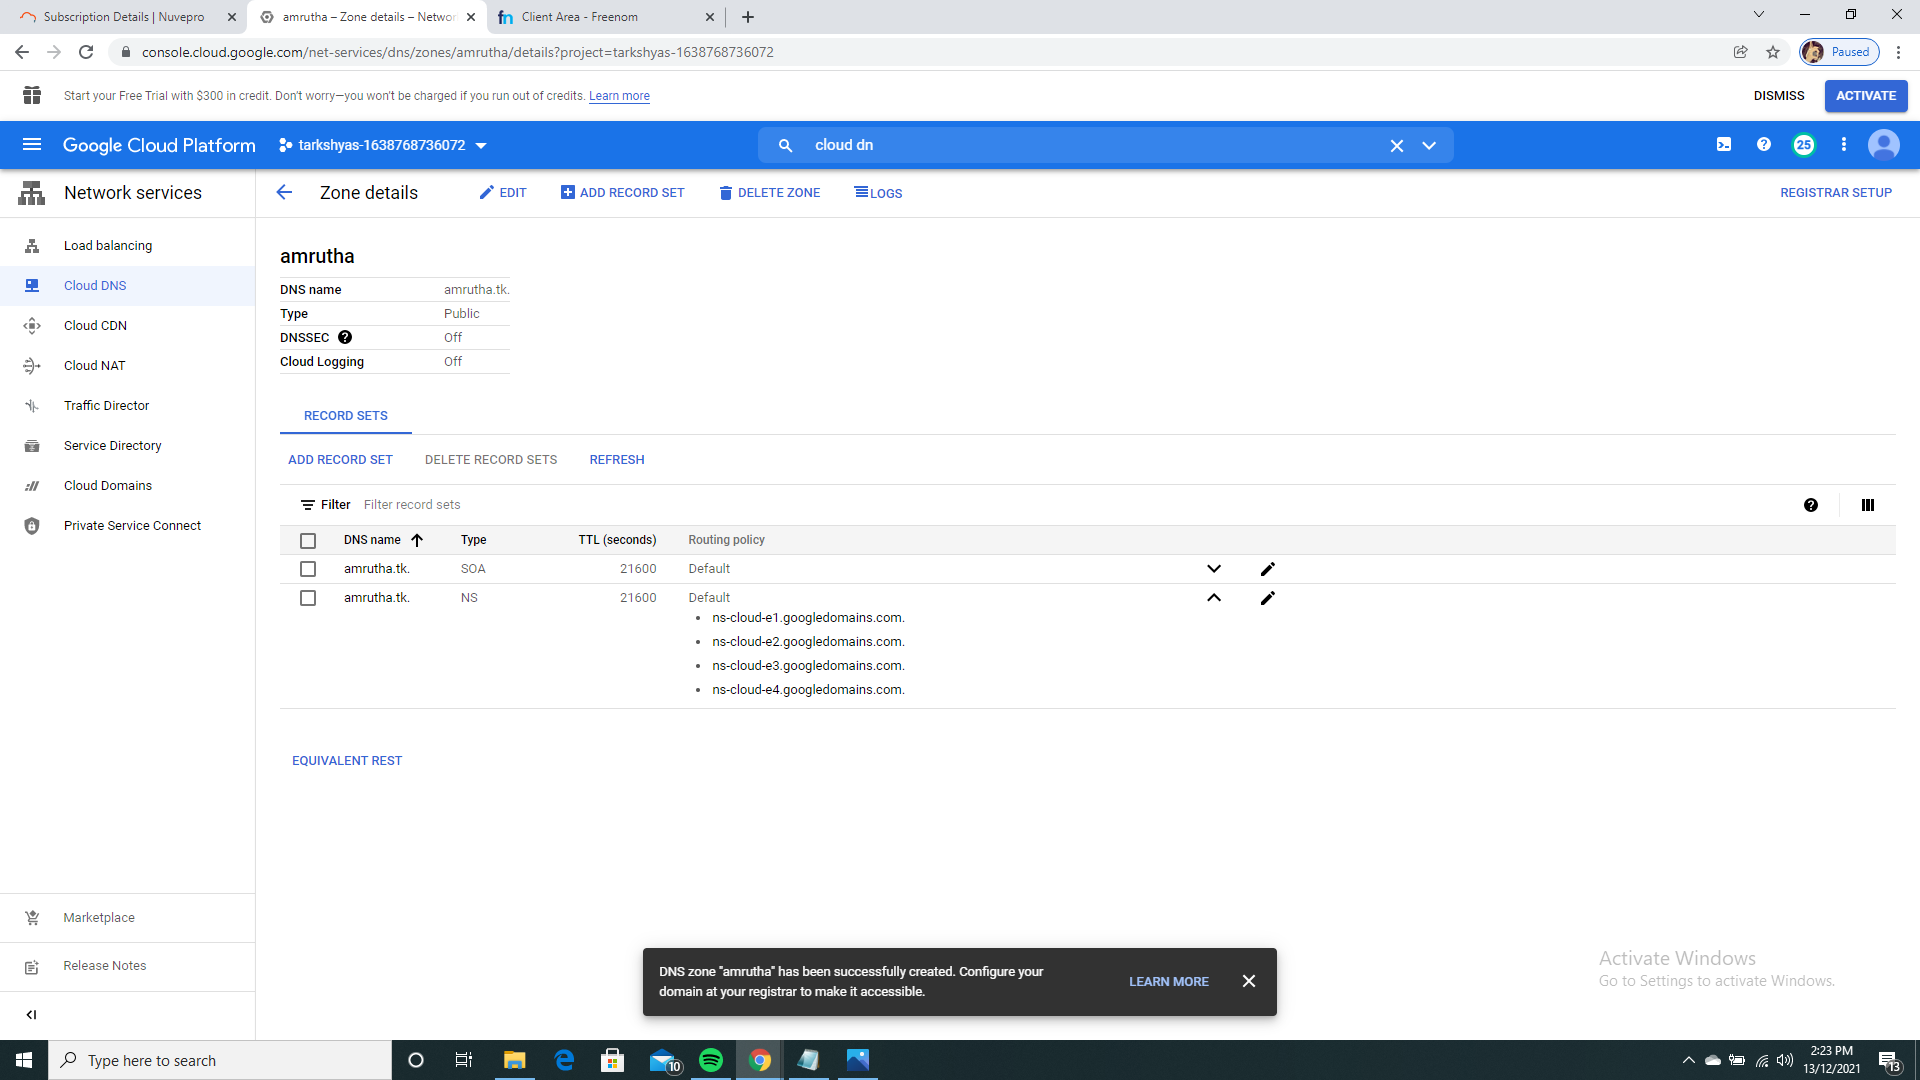 Subscription Details | Nuvepro
amrutha – Zone details – Networ
Client Area - Freenom
console.cloud.google.com/net-services/dns/zones/amrutha/details?project=tarkshyas-1638768736072
Paused
Start your Free Trial with $300 in credit. Don't worry—you won't be charged if you run out of credits. Learn more
DISMISS
ACTIVATE
Google Cloud Platform
tarkshyas-1638768736072
cloud dn
25
Network services
Zone details
EDIT
ADD RECORD SET
DELETE ZONE
LOGS
REGISTRAR SETUP
Load balancing
Cloud DNS
Cloud CDN
Cloud NAT
Traffic Director
Service Directory
Cloud Domains
Private Service Connect
amrutha
DNS name amrutha.tk.
Type Public
DNSSEC Off
Cloud Logging Off
RECORD SETS
ADD RECORD SET DELETE RECORD SETS REFRESH
Filter Filter record sets
DNS name Type TTL (seconds) Routing policy
amrutha.tk. SOA 21600 Default
amrutha.tk. NS 21600 Default
ns-cloud-e1.googledomains.com.
ns-cloud-e2.googledomains.com.
ns-cloud-e3.googledomains.com.
ns-cloud-e4.googledomains.com.
EQUIVALENT REST
Marketplace
Release Notes
DNS zone "amrutha" has been successfully created. Configure your
domain at your registrar to make it accessible.
LEARN MORE
Activate Windows
Go to Settings to activate Windows.
Type here to search
10
2:23 PM
13/12/2021
13